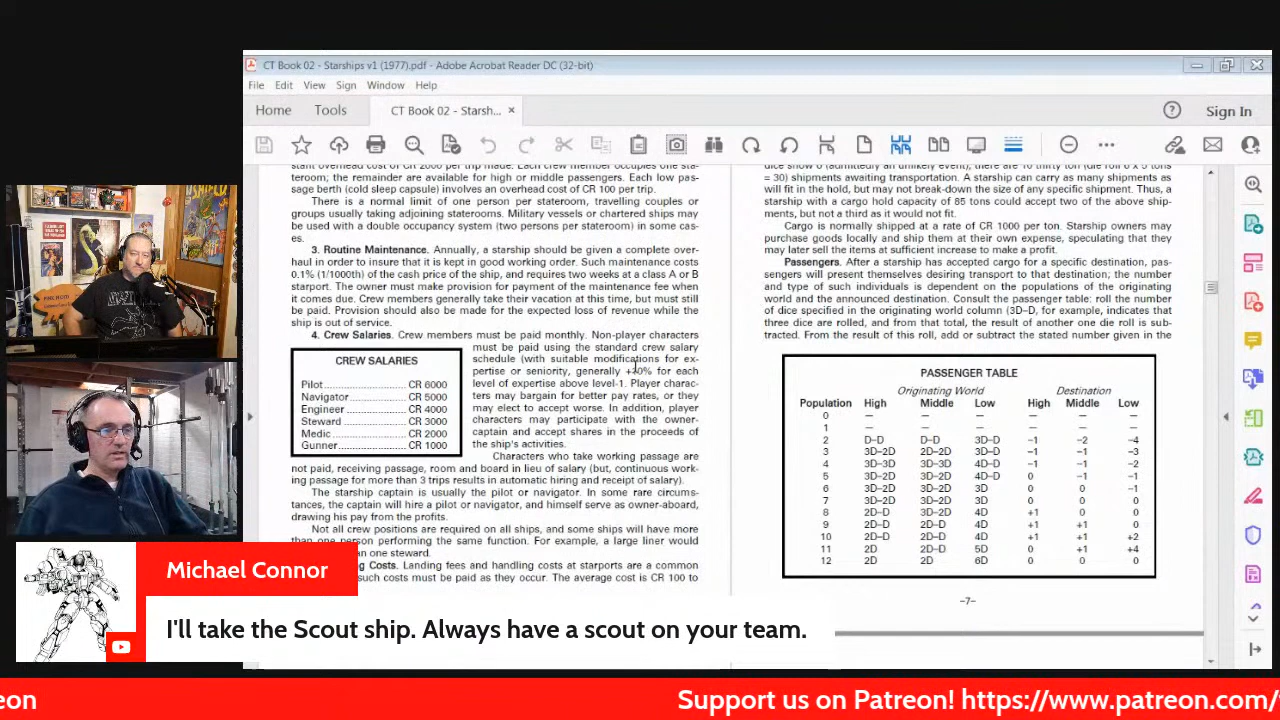 CT Book 02 - Starships v1 (1977).pdf - Adobe Acrobat Reader DC (32-bit)
File Edit View Sign Window Help
Home Tools CT Book 02 - Starsh... × Sign In
stant overhead cost of CR 2000 per trip made. Each crew member occupies one sta-
teroom; the remainder are available for high or middle passengers. Each low pas-
sage berth (cold sleep capsule) involves an overhead cost of CR 100 per trip.
There is a normal limit of one person per stateroom, travelling couples or
groups usually taking adjoining staterooms. Military vessels or chartered ships may
be used with a double occupancy system (two persons per stateroom) in some cas-
es.
3. Routine Maintenance. Annually, a starship should be given a complete over-
haul in order to insure that it is kept in good working order. Such maintenance costs
0.1% (1/1000th) of the cash price of the ship, and requires two weeks at a class A or B
starport. The owner must make provision for payment of the maintenance fee when
it comes due. Crew members generally take their vacation at this time, but must still
be paid. Provision should also be made for the expected loss of revenue while the
ship is out of service.
4. Crew Salaries. Crew members must be paid monthly. Non-player characters
must be paid using the standard crew salary
schedule (with suitable modifications for ex-
pertise or seniority, generally +10% for each
level of expertise above level-1. Player charac-
ters may bargain for better pay rates, or they
may elect to accept worse. In addition, player
characters may participate with the owner-
captain and accept shares in the proceeds of
the ship's activities.
CREW SALARIES
Pilot CR 6000
Navigator CR 5000
Engineer CR 4000
Steward CR 3000
Medic CR 2000
Gunner CR 1000
Characters who take working passage are
not paid, receiving passage, room and board in lieu of salary (but, continuous work-
ing passage for more than 3 trips results in automatic hiring and receipt of salary).
The starship captain is usually the pilot or navigator. In some rare circums-
tances, the captain will hire a pilot or navigator, and himself serve as owner-aboard,
drawing his pay from the profits.
Not all crew positions are required on all ships, and some ships will have more
than one person performing the same function. For example, a large liner would
an one steward.
Costs. Landing fees and handling costs at starports are a common
such costs must be paid as they occur. The average cost is CR 100 to
dice show 6 (admittedly an unlikely event), there are 10 thirty ton (die roll 6 x 5 tons
= 30) shipments awaiting transportation. A starship can carry as many shipments as
will fit in the hold, but may not break-down the size of any specific shipment. Thus, a
starship with a cargo hold capacity of 85 tons could accept two of the above ship-
ments, but not a third as it would not fit.
Cargo is normally shipped at a rate of CR 1000 per ton. Starship owners may
purchase goods locally and ship them at their own expense, speculating that they
may later sell the items at sufficient increase to make a profit.
Passengers. After a starship has accepted cargo for a specific destination, pas-
sengers will present themselves desiring transport to that destination; the number
and type of such individuals is dependent on the populations of the originating
world and the announced destination. Consult the passenger table: roll the number
of dice specified in the originating world column (3D–D, for example, indicates that
three dice are rolled, and from that total, the result of another one die roll is sub-
tracted. From the result of this roll, add or subtract the stated number given in the
PASSENGER TABLE
Originating World Destination
Population High Middle Low High Middle Low
0 — — — — — —
1 — — — — — —
2 D–D D–D 3D–D −1 −2 −4
3 3D–2D 2D–2D 3D–D −1 −1 −3
4 3D–3D 2D–2D 4D–D −1 −1 −2
5 3D–2D 2D–2D 4D–D 0 −1 −1
6 3D–2D 3D–2D 3D 0 0 −1
7 3D–2D 3D–2D 3D 0 0 0
8 2D–D 3D–2D 4D +1 0 0
9 2D–D 2D–D 4D +1 +1 0
10 2D–D 2D–D 4D +1 +1 +2
11 2D 2D–D 5D 0 +1 +4
12 2D 2D 6D 0 0 0
–7–
Michael Connor
I'll take the Scout ship. Always have a scout on your team.
eon Support us on Patreon! https://www.patreon.com/